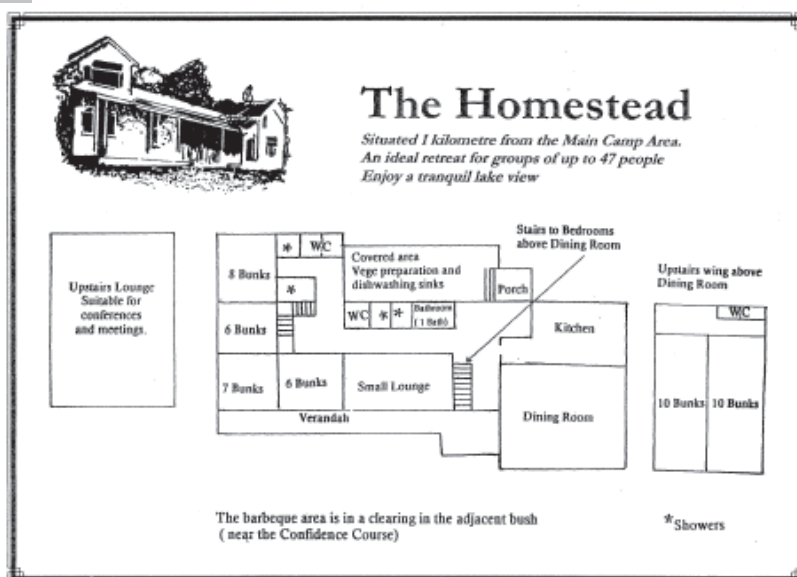 The Homestead
Situated 1 kilometre from the Main Camp Area.
An ideal retreat for groups of up to 47 people
Enjoy a tranquil lake view
Stairs to Bedrooms
above Dining Room
Upstairs Lounge
Suitable for
conferences
and meetings.
8 Bunks
*
WC
*
Covered area
Vege preparation and
dishwashing sinks
Porch
Upstairs wing above
Dining Room
WC
6 Bunks
WC
*
*
Bathroom
( 1 Bath)
Kitchen
7 Bunks
6 Bunks
Small Lounge
Verandah
Dining Room
10 Bunks
10 Bunks
The barbeque area is in a clearing in the adjacent bush
( near the Confidence Course)
*Showers